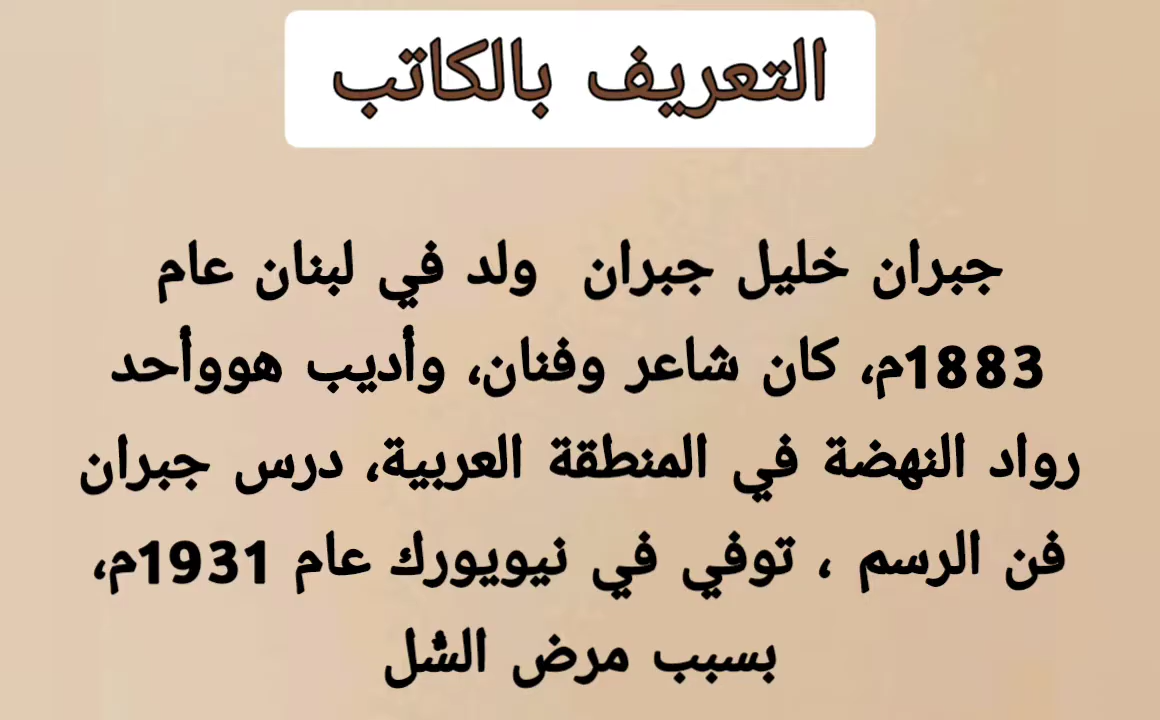 التعريف بالكاتب
جبران خليل جبران ولد في لبنان عام
1883م، كان شاعر وفنان، وأديب هووأحد
رواد النهضة في المنطقة العربية، درس جبران
فن الرسم ، توفي في نيويورك عام 1931م،
بسبب مرض السُّل